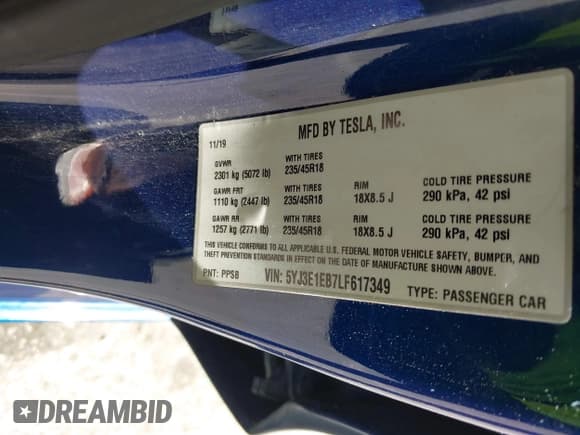 MFD BY TESLA, INC.
11/19
GVWR WITH TIRES
2301 kg (5072 lb) 235/45R18
GAWR FRT WITH TIRES RIM COLD TIRE PRESSURE
1110 kg (2447 lb) 235/45R18 18X8.5 J 290 kPa, 42 psi
GAWR RR WITH TIRES RIM COLD TIRE PRESSURE
1257 kg (2771 lb) 235/45R18 18X8.5 J 290 kPa, 42 psi
THIS VEHICLE CONFORMS TO ALL APPLICABLE U.S. FEDERAL MOTOR VEHICLE SAFETY, BUMPER, AND
THEFT PREVENTION STANDARDS IN EFFECT ON THE DATE OF MANUFACTURE SHOWN ABOVE.
PNT: PPSB VIN: 5YJ3E1EB7LF617349 TYPE: PASSENGER CAR
DREAMBID